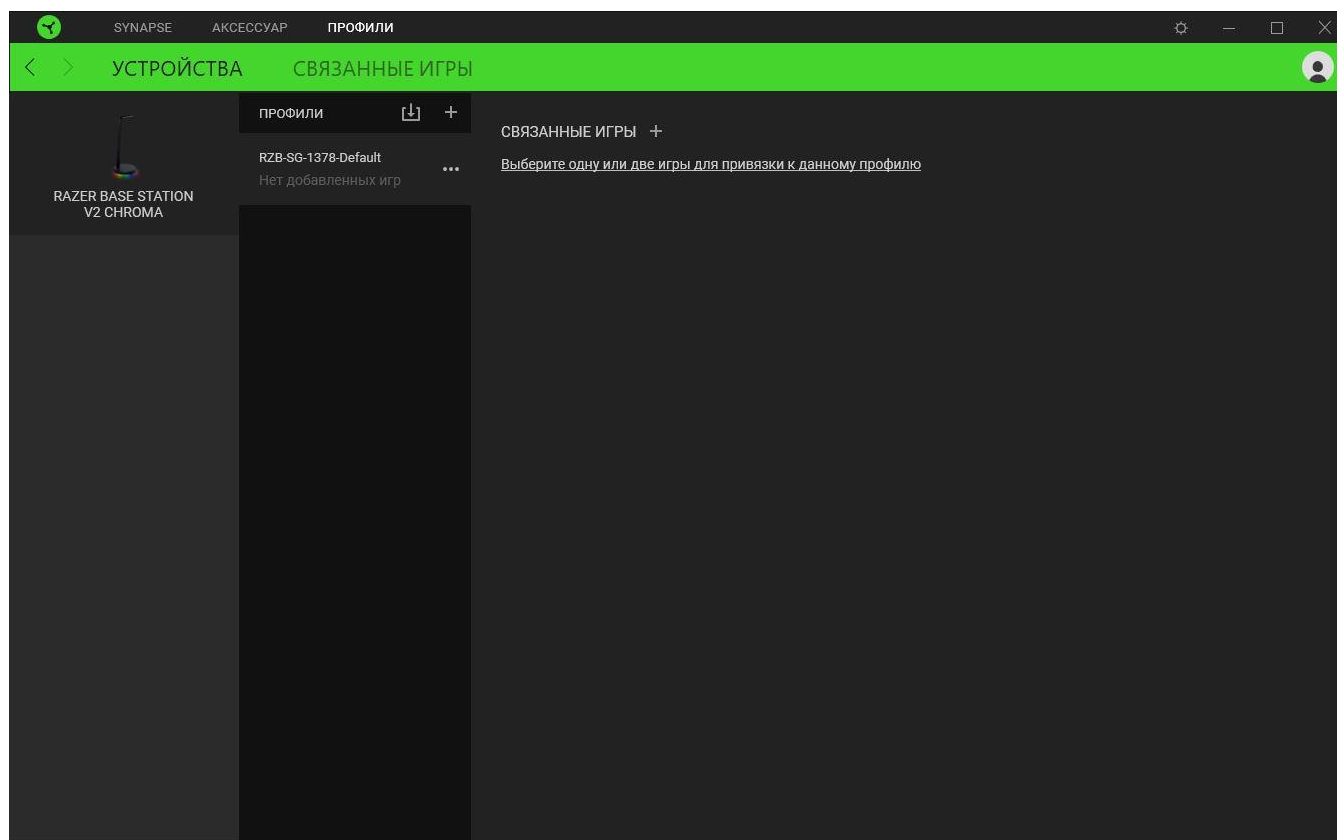 SYNAPSE АКСЕССУАР ПРОФИЛИ
УСТРОЙСТВА СВЯЗАННЫЕ ИГРЫ
RAZER BASE STATION
V2 CHROMA
ПРОФИЛИ
RZB-SG-1378-Default
Нет добавленных игр
СВЯЗАННЫЕ ИГРЫ
Выберите одну или две игры для привязки к данному профилю